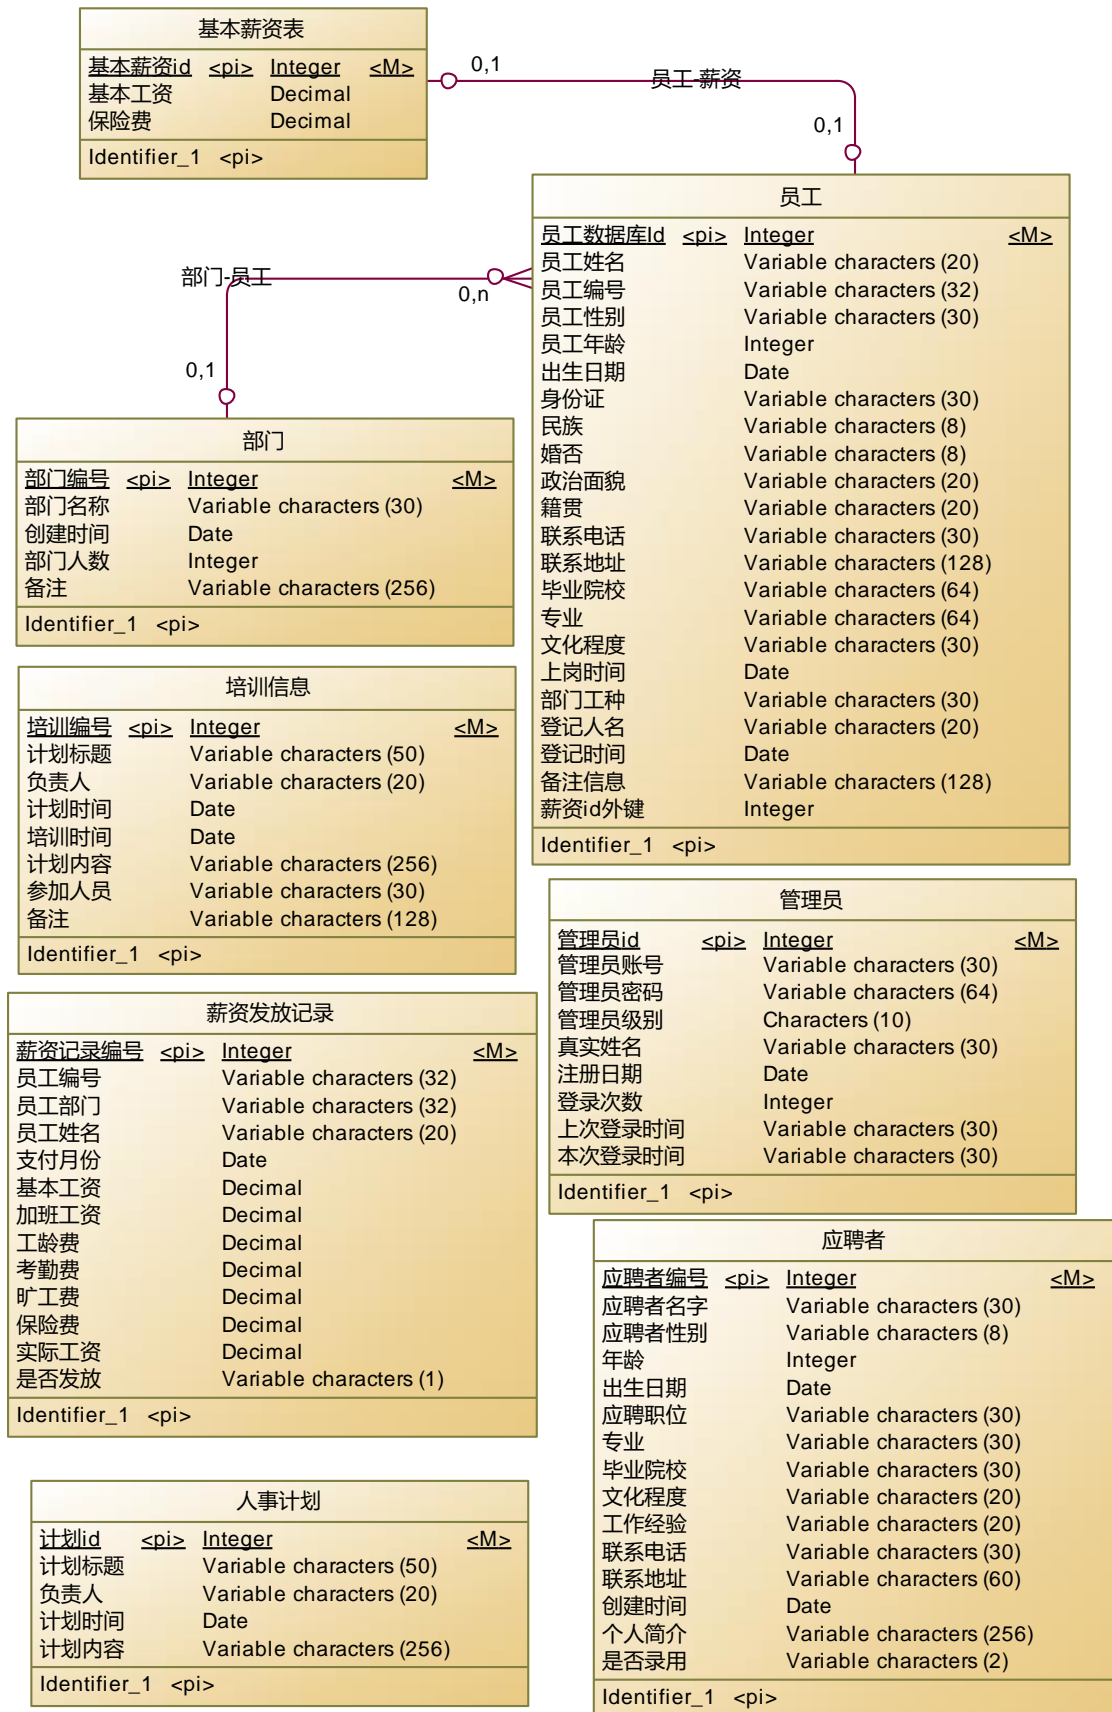 基本薪资表
基本薪资id <pi> Integer <M>
基本工资 Decimal
保险费 Decimal
Identifier_1 <pi>
0,1
员工-薪资
0,1
员工
员工数据库Id <pi> Integer <M>
员工姓名 Variable characters (20)
员工编号 Variable characters (32)
员工性别 Variable characters (30)
员工年龄 Integer
出生日期 Date
身份证 Variable characters (30)
民族 Variable characters (8)
婚否 Variable characters (8)
政治面貌 Variable characters (20)
籍贯 Variable characters (20)
联系电话 Variable characters (30)
联系地址 Variable characters (128)
毕业院校 Variable characters (64)
专业 Variable characters (64)
文化程度 Variable characters (30)
上岗时间 Date
部门工种 Variable characters (30)
登记人名 Variable characters (20)
登记时间 Date
备注信息 Variable characters (128)
薪资id外键 Integer
Identifier_1 <pi>
部门-员工
0,n
0,1
部门
部门编号 <pi> Integer <M>
部门名称 Variable characters (30)
创建时间 Date
部门人数 Integer
备注 Variable characters (256)
Identifier_1 <pi>
培训信息
培训编号 <pi> Integer <M>
计划标题 Variable characters (50)
负责人 Variable characters (20)
计划时间 Date
培训时间 Date
计划内容 Variable characters (256)
参加人员 Variable characters (30)
备注 Variable characters (128)
Identifier_1 <pi>
管理员
管理员id <pi> Integer <M>
管理员账号 Variable characters (30)
管理员密码 Variable characters (64)
管理员级别 Characters (10)
真实姓名 Variable characters (30)
注册日期 Date
登录次数 Integer
上次登录时间 Variable characters (30)
本次登录时间 Variable characters (30)
Identifier_1 <pi>
薪资发放记录
薪资记录编号 <pi> Integer <M>
员工编号 Variable characters (32)
员工部门 Variable characters (32)
员工姓名 Variable characters (20)
支付月份 Date
基本工资 Decimal
加班工资 Decimal
工龄费 Decimal
考勤费 Decimal
旷工费 Decimal
保险费 Decimal
实际工资 Decimal
是否发放 Variable characters (1)
Identifier_1 <pi>
应聘者
应聘者编号 <pi> Integer <M>
应聘者名字 Variable characters (30)
应聘者性别 Variable characters (8)
年龄 Integer
出生日期 Date
应聘职位 Variable characters (30)
专业 Variable characters (30)
毕业院校 Variable characters (30)
文化程度 Variable characters (20)
工作经验 Variable characters (20)
联系电话 Variable characters (30)
联系地址 Variable characters (60)
创建时间 Date
个人简介 Variable characters (256)
是否录用 Variable characters (2)
Identifier_1 <pi>
人事计划
计划id <pi> Integer <M>
计划标题 Variable characters (50)
负责人 Variable characters (20)
计划时间 Date
计划内容 Variable characters (256)
Identifier_1 <pi>